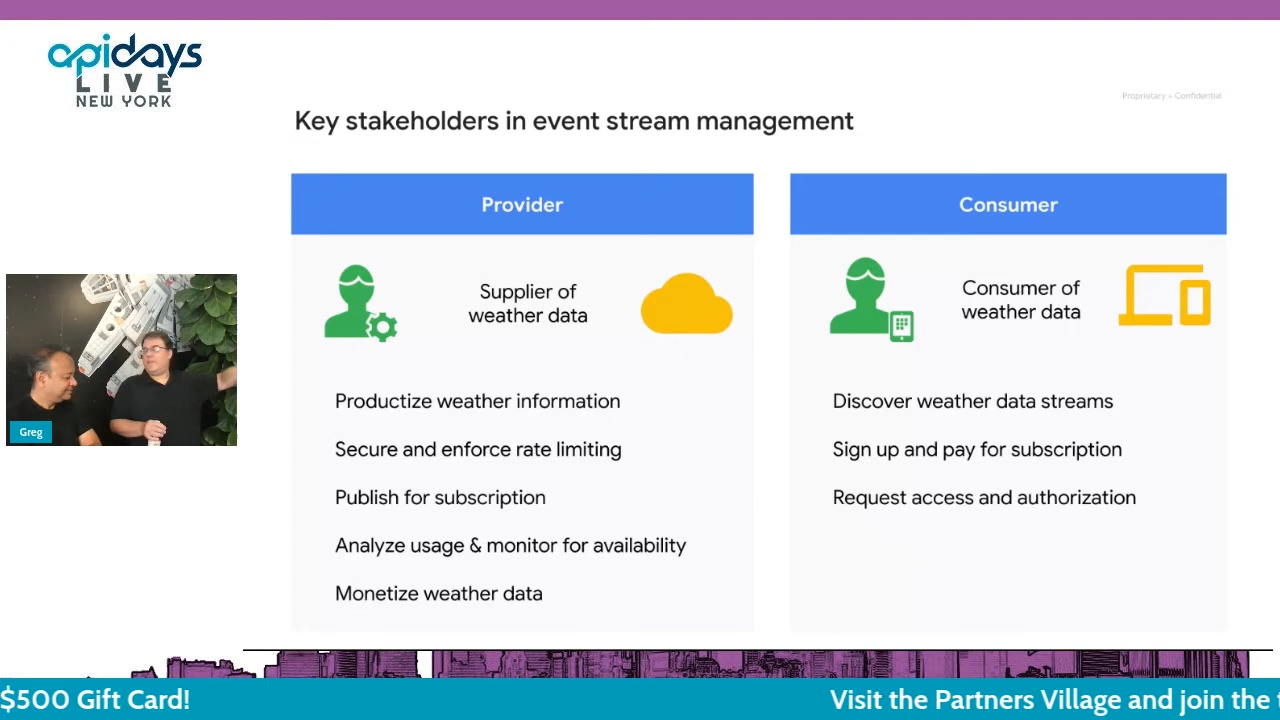 apidays
LIVE
NEW YORK
Proprietary + Confidential
Key stakeholders in event stream management
Provider
Supplier of
weather data
Productize weather information
Secure and enforce rate limiting
Publish for subscription
Analyze usage & monitor for availability
Monetize weather data
Consumer
Consumer of
weather data
Discover weather data streams
Sign up and pay for subscription
Request access and authorization
Greg
$500 Gift Card!
Visit the Partners Village and join the